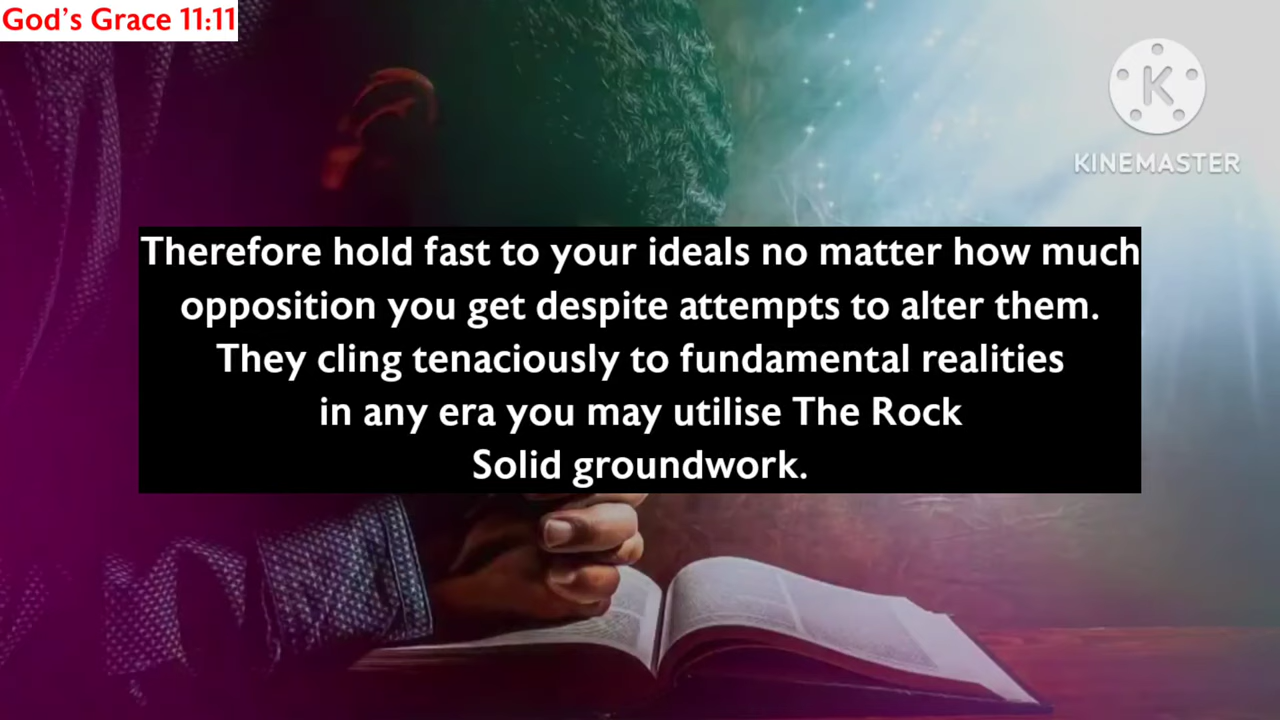 God's Grace 11:11
K
KINEMASTER
Therefore hold fast to your ideals no matter how much
opposition you get despite attempts to alter them.
They cling tenaciously to fundamental realities
in any era you may utilise The Rock
Solid groundwork.